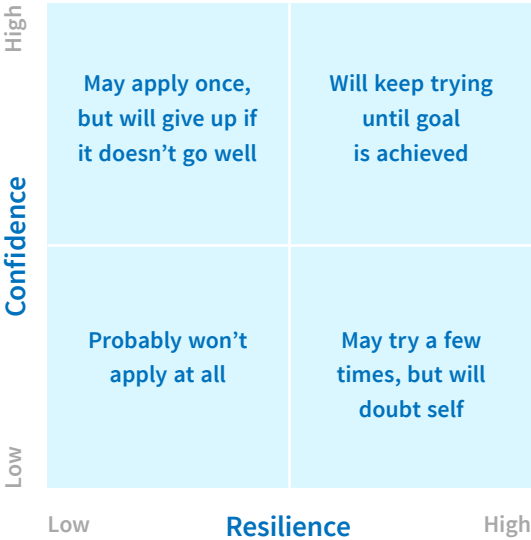 High
May apply once,
but will give up if
it doesn’t go well
Will keep trying
until goal
is achieved
Confidence
Probably won’t
apply at all
May try a few
times, but will
doubt self
Low
Low
Resilience
High